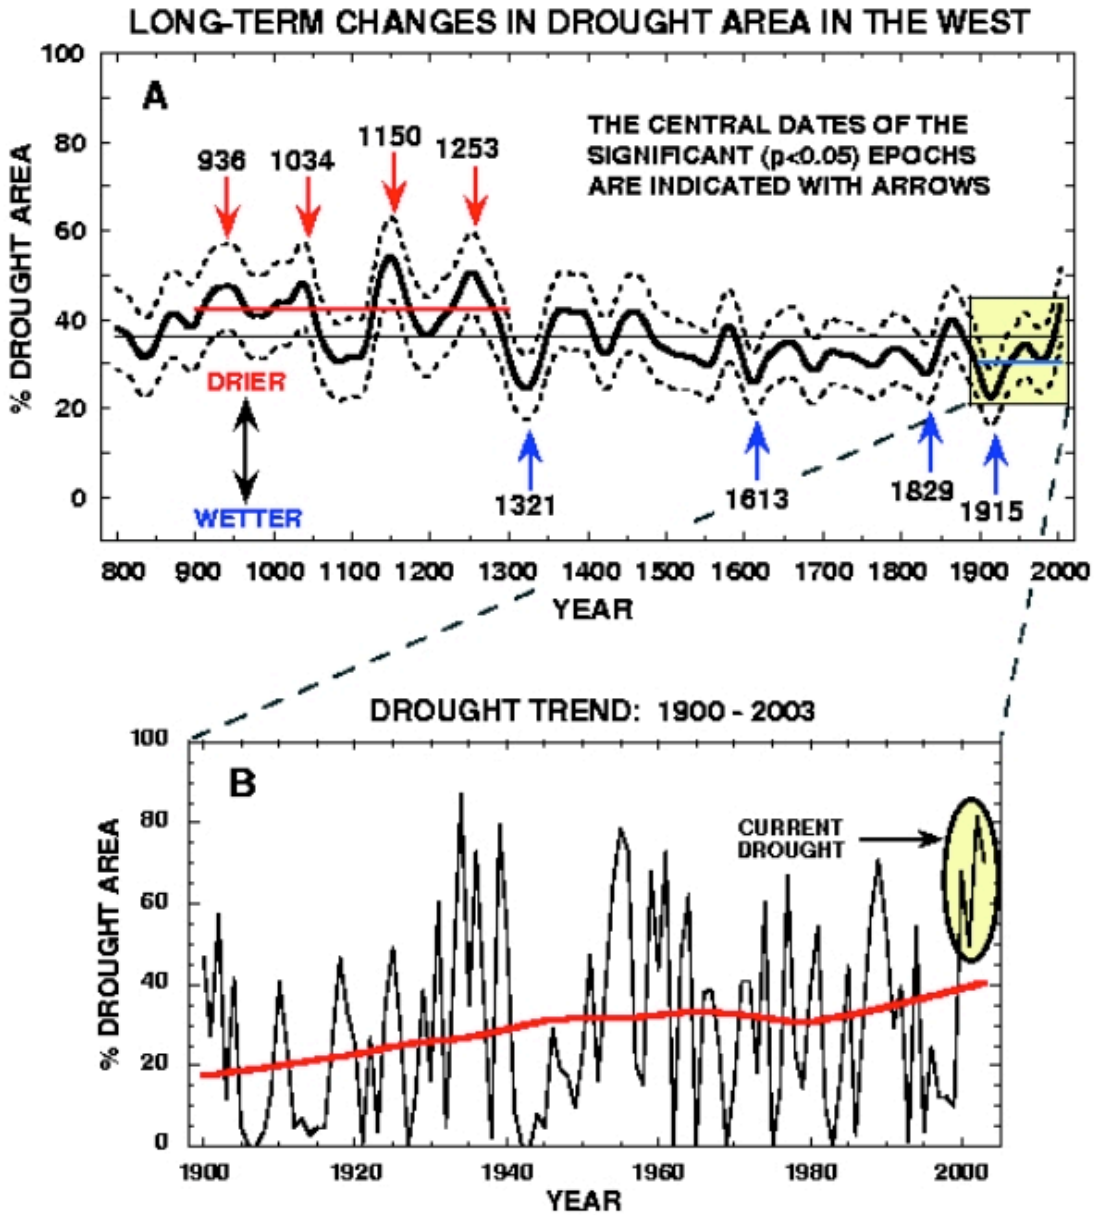 LONG-TERM CHANGES IN DROUGHT AREA IN THE WEST
A
% DROUGHT AREA
100
80
60
40
20
0
THE CENTRAL DATES OF THE
SIGNIFICANT (p<0.05) EPOCHS
ARE INDICATED WITH ARROWS
936
1034
1150
1253
DRIER
WETTER
1321
1613
1829
1915
800 900 1000 1100 1200 1300 1400 1500 1600 1700 1800 1900 2000
YEAR
DROUGHT TREND: 1900 - 2003
B
% DROUGHT AREA
100
80
60
40
20
0
CURRENT
DROUGHT
1900 1920 1940 1960 1980 2000
YEAR